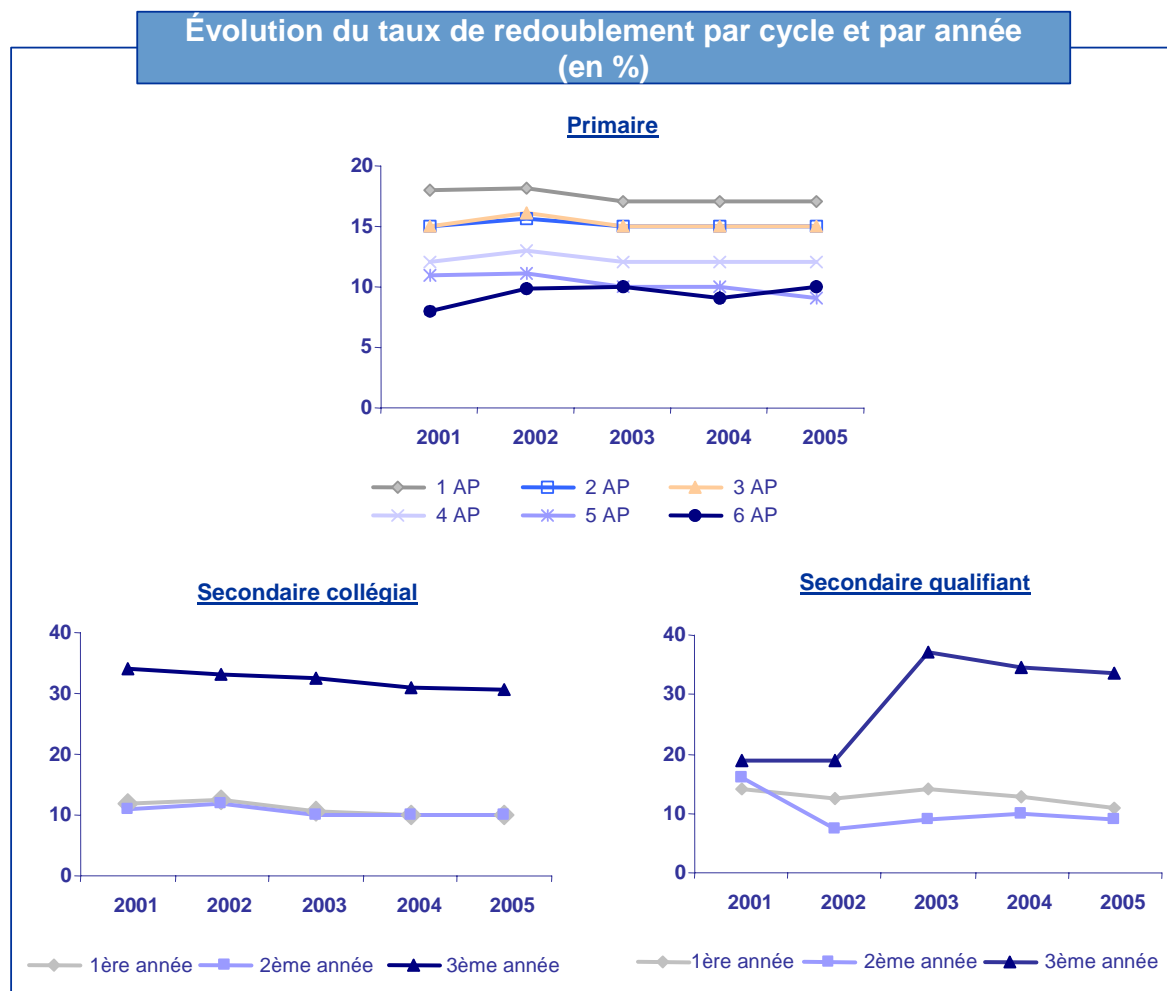 Évolution du taux de redoublement par cycle et par année
(en %)
Primaire
20
15
10
5
0
2001 2002 2003 2004 2005
1 AP 2 AP 3 AP
4 AP 5 AP 6 AP
Secondaire collégial
40
30
20
10
0
2001 2002 2003 2004 2005
1ère année 2ème année 3ème année
Secondaire qualifiant
40
30
20
10
0
2001 2002 2003 2004 2005
1ère année 2ème année 3ème année